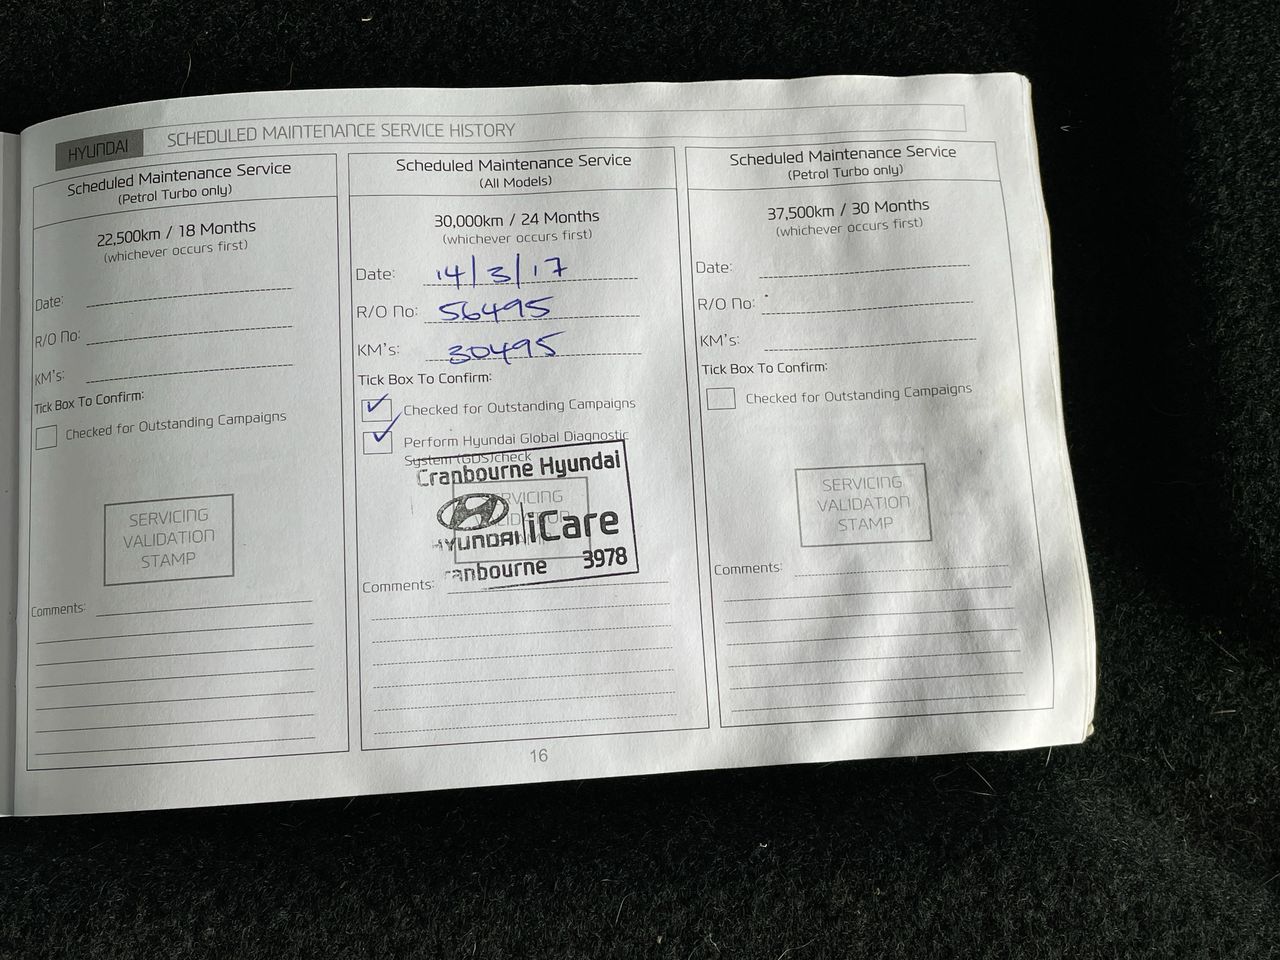 HYUNDAI
SCHEDULED MAINTENANCE SERVICE HISTORY
Scheduled Maintenance Service
(Petrol Turbo only)
22,500km / 18 Months
(whichever occurs first)
Date:
R/O No:
KM's:
Tick Box To Confirm:
Checked for Outstanding Campaigns
SERVICING
VALIDATION
STAMP
Comments:
Scheduled Maintenance Service
(All Models)
30,000km / 24 Months
(whichever occurs first)
Date: 14/3/17
R/O No: 56495
KM's: 30495
Tick Box To Confirm:
Checked for Outstanding Campaigns
Perform Hyundai Global Diagnostic
System (GDS)check
Cranbourne Hyundai
HYUNDAI iCare
Cranbourne 3978
Comments:
Scheduled Maintenance Service
(Petrol Turbo only)
37,500km / 30 Months
(whichever occurs first)
Date:
R/O No:
KM's:
Tick Box To Confirm:
Checked for Outstanding Campaigns
SERVICING
VALIDATION
STAMP
Comments:
16